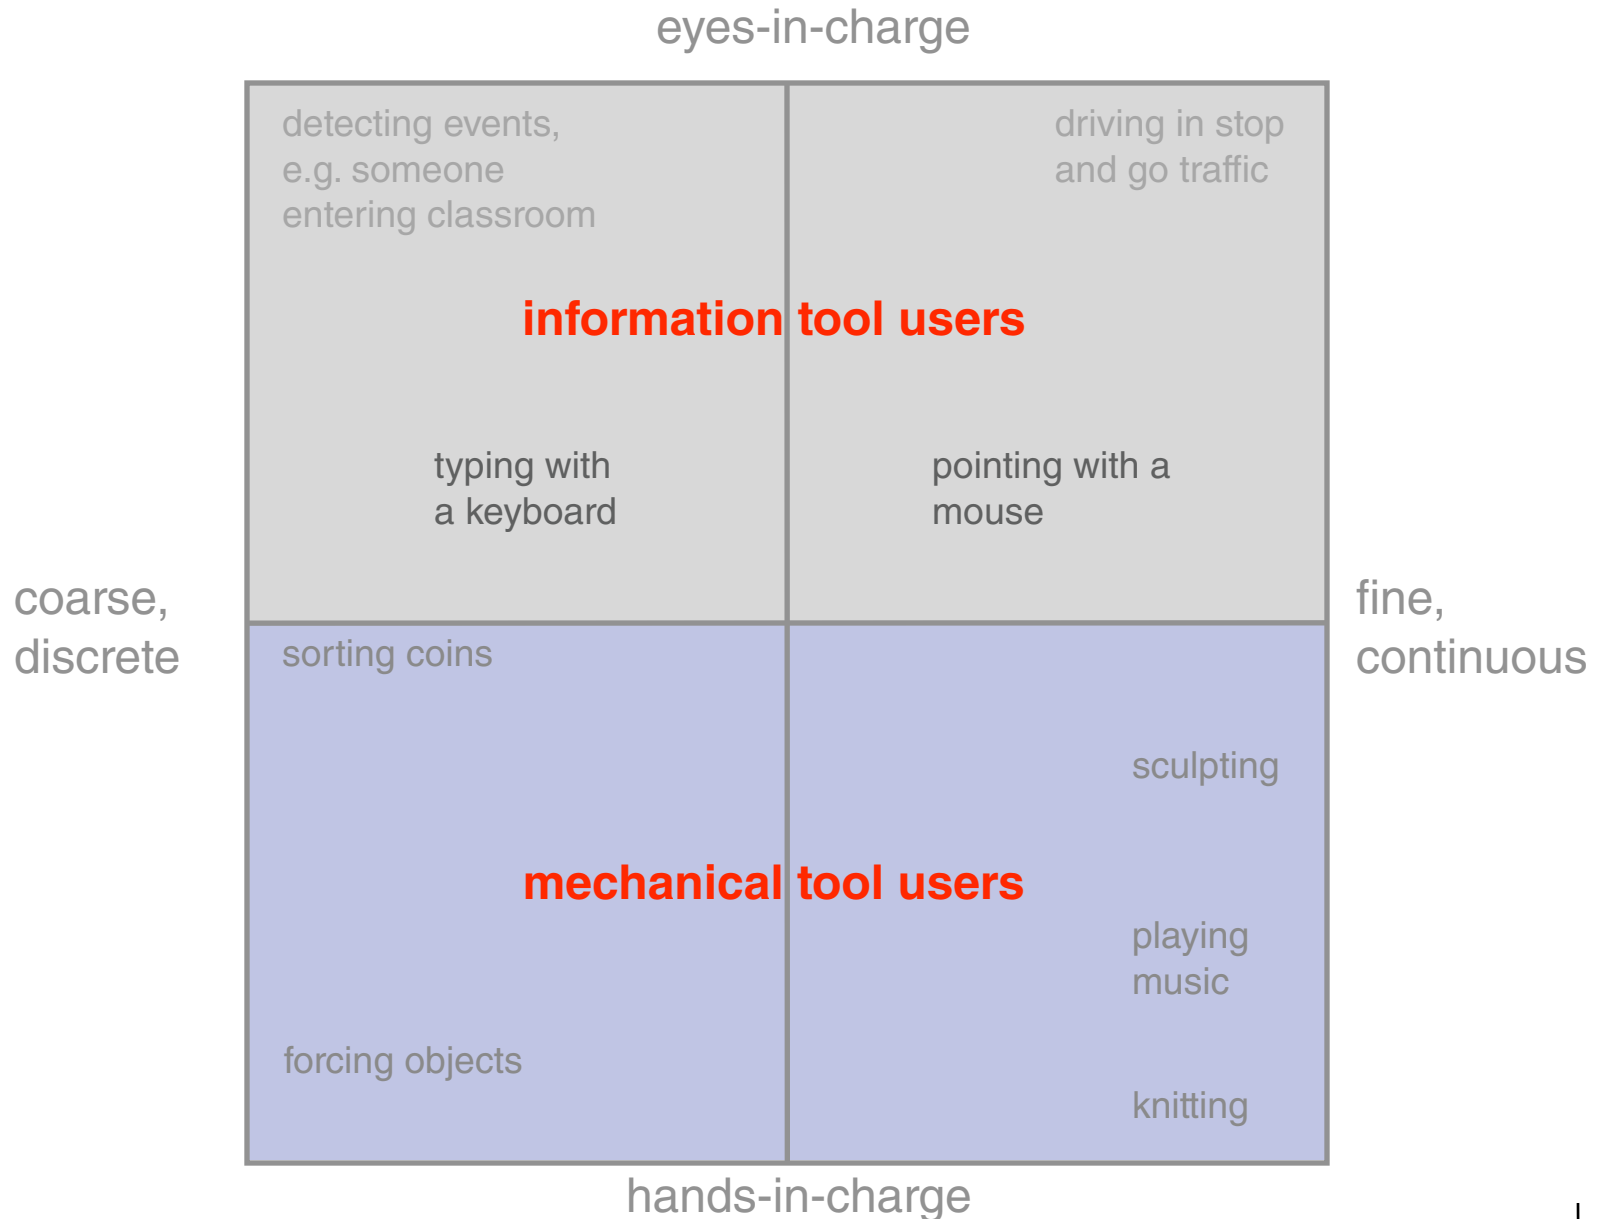 eyes-in-charge
detecting events,
e.g. someone
entering classroom
driving in stop
and go traffic
information tool users
typing with
a keyboard
pointing with a
mouse
coarse,
discrete
fine,
continuous
sorting coins
sculpting
mechanical tool users
playing
music
forcing objects
knitting
hands-in-charge